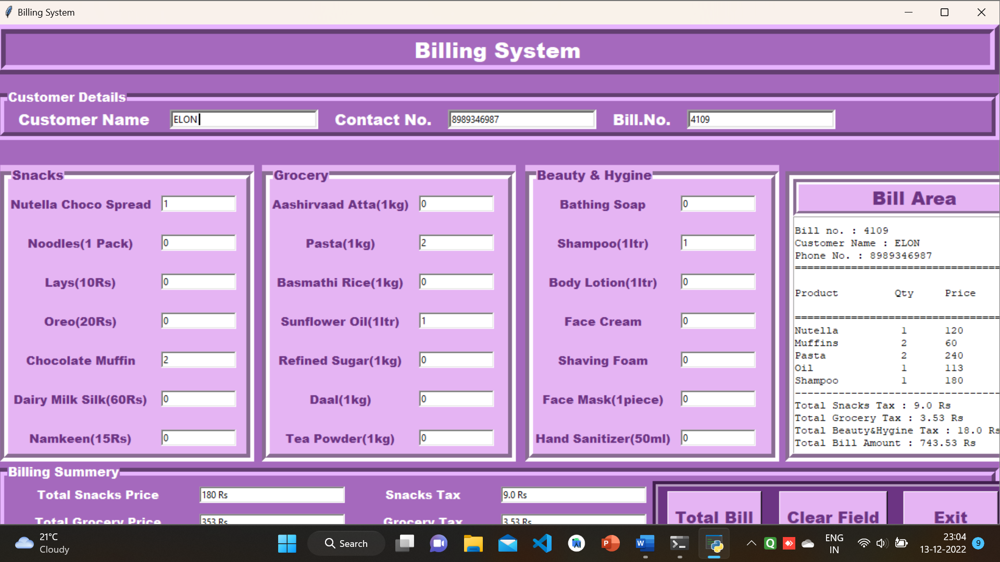 Billing System
Billing System
Customer Details
Customer Name ELON Contact No. 8989346987 Bill.No. 4109
Snacks
Nutella Choco Spread 1
Noodles(1 Pack) 0
Lays(10Rs) 0
Oreo(20Rs) 0
Chocolate Muffin 2
Dairy Milk Silk(60Rs) 0
Namkeen(15Rs) 0
Grocery
Aashirvaad Atta(1kg) 0
Pasta(1kg) 2
Basmathi Rice(1kg) 0
Sunflower Oil(1ltr) 1
Refined Sugar(1kg) 0
Daal(1kg) 0
Tea Powder(1kg) 0
Beauty & Hygine
Bathing Soap 0
Shampoo(1ltr) 1
Body Lotion(1ltr) 0
Face Cream 0
Shaving Foam 0
Face Mask(1piece) 0
Hand Sanitizer(50ml) 0
Bill Area
Bill no. : 4109
Customer Name : ELON
Phone No. : 8989346987
=================================
Product Qty Price
=================================
Nutella 1 120
Muffins 2 60
Pasta 2 240
Oil 1 113
Shampoo 1 180
---------------------------------
Total Snacks Tax : 9.0 Rs
Total Grocery Tax : 3.53 Rs
Total Beauty&Hygine Tax : 18.0 Rs
Total Bill Amount : 743.53 Rs
Billing Summery
Total Snacks Price 180 Rs Snacks Tax 9.0 Rs
Total Grocery Price 353 Rs Grocery Tax 3.53 Rs
Total Bill Clear Field Exit
21°C
Cloudy
Search
ENG
IN
23:04
13-12-2022
9